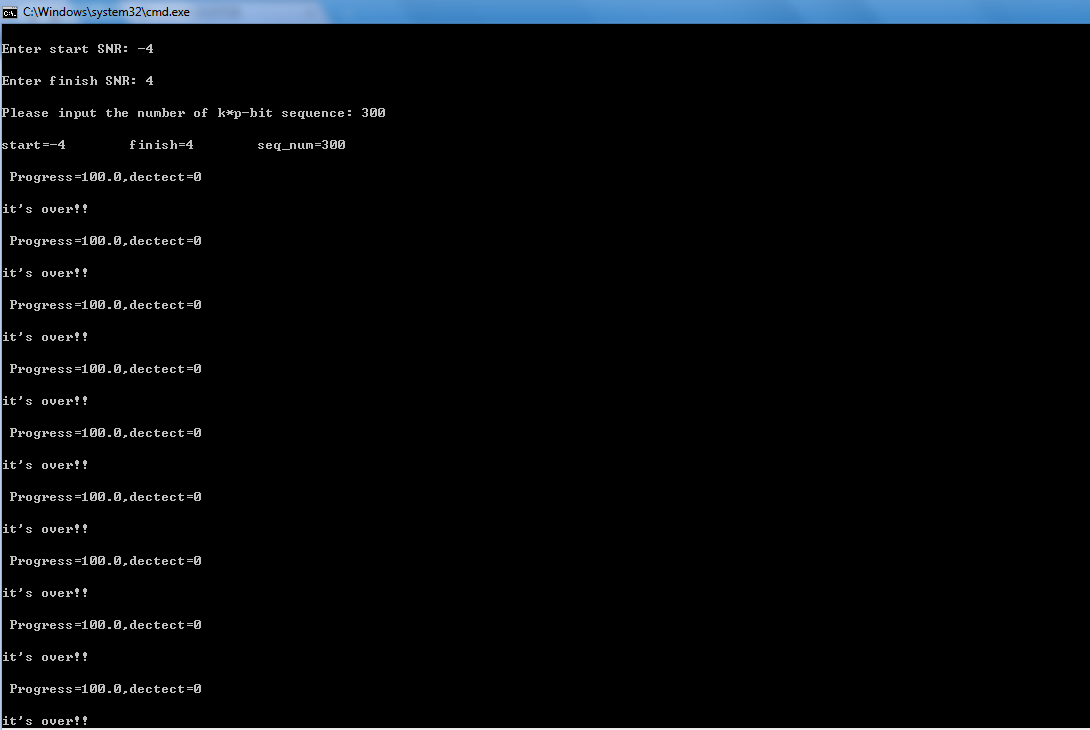 C:\Windows\system32\cmd.exe
Enter start SNR: -4
Enter finish SNR: 4
Please input the number of k*p-bit sequence: 300
start=-4 finish=4 seq_num=300
Progress=100.0,dectect=0
it's over!!
Progress=100.0,dectect=0
it's over!!
Progress=100.0,dectect=0
it's over!!
Progress=100.0,dectect=0
it's over!!
Progress=100.0,dectect=0
it's over!!
Progress=100.0,dectect=0
it's over!!
Progress=100.0,dectect=0
it's over!!
Progress=100.0,dectect=0
it's over!!
Progress=100.0,dectect=0
it's over!!